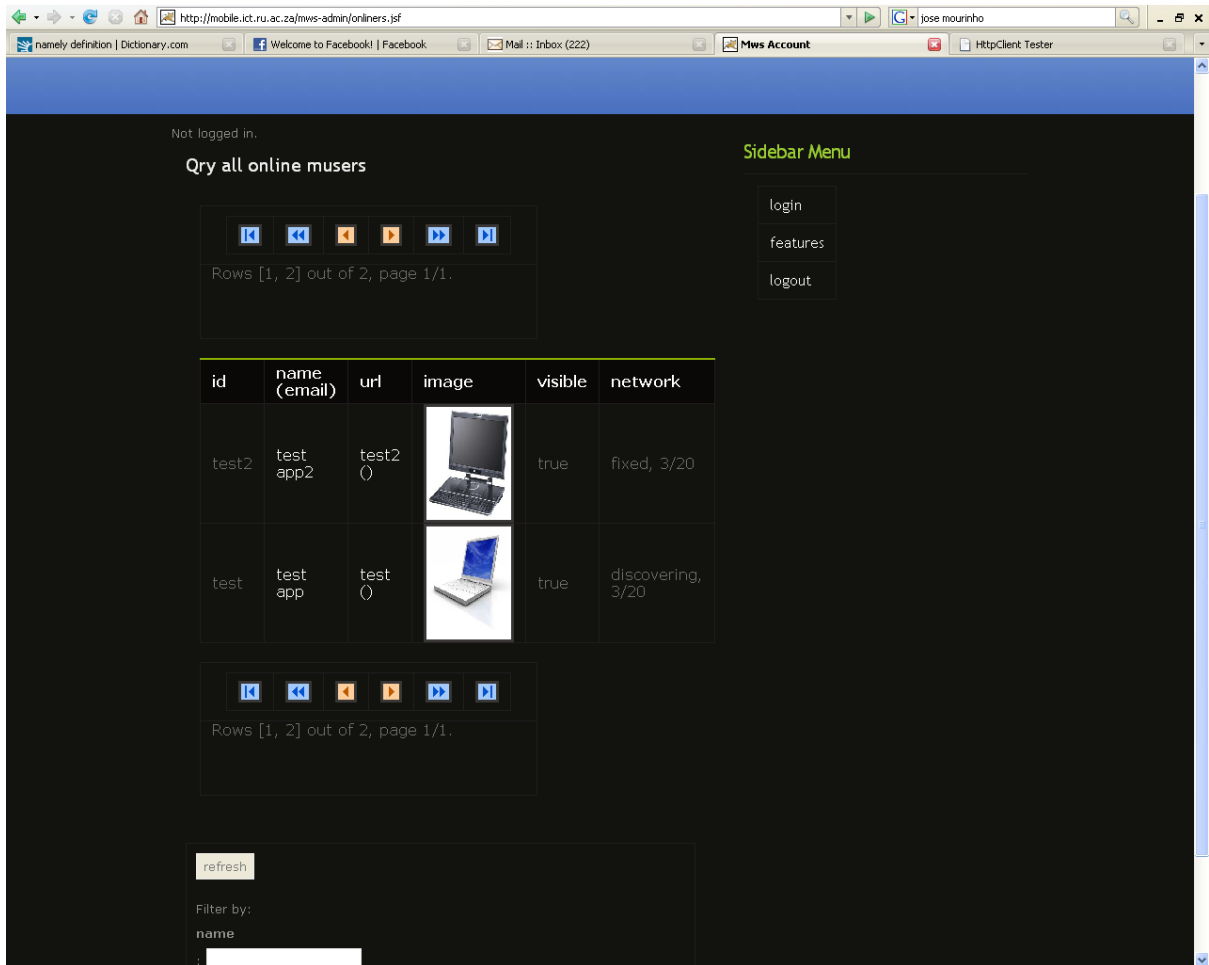 http://mobile.ict.ru.ac.za/mws-admin/onliners.jsf
jose mourinho
namely definition | Dictionary.com
Welcome to Facebook! | Facebook
Mail :: Inbox (222)
Mws Account
HttpClient Tester
Not logged in.
Qry all online musers
Sidebar Menu
login
features
logout
Rows [1, 2] out of 2, page 1/1.
id name (email) url image visible network
test2 test app2 test2 () true fixed, 3/20
test test app test () true discovering, 3/20
Rows [1, 2] out of 2, page 1/1.
refresh
Filter by:
name
: